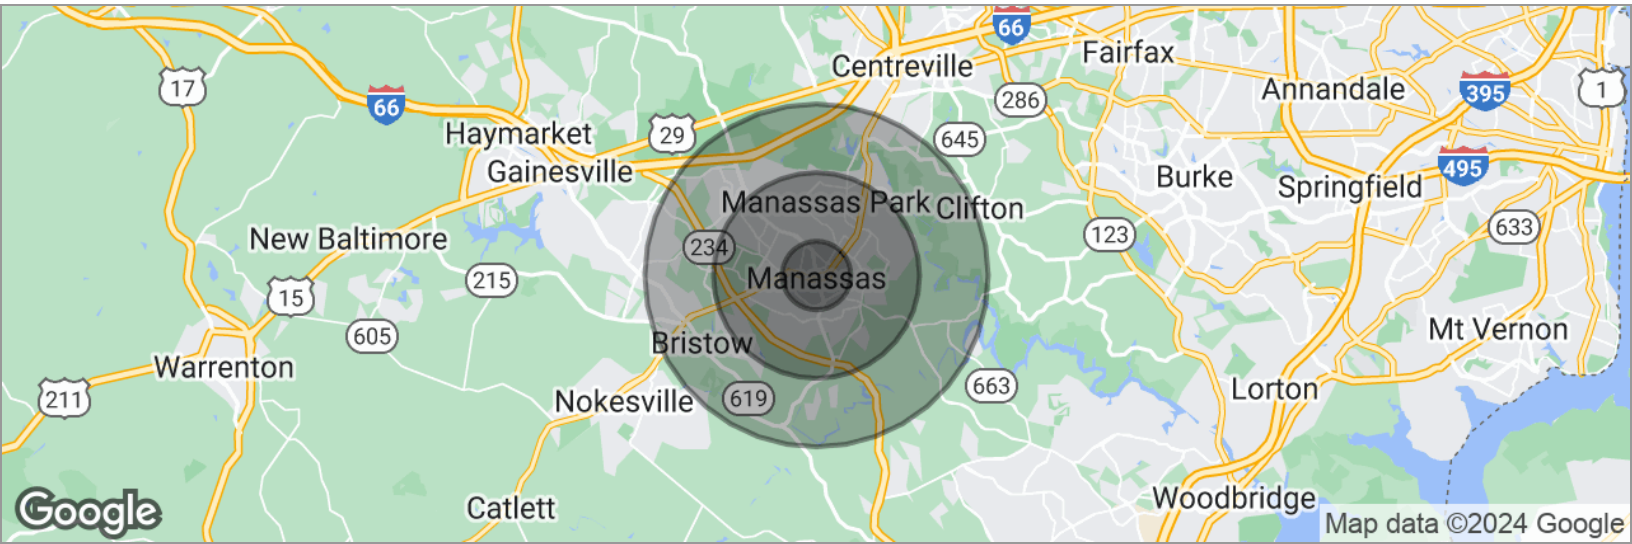 66
Fairfax
Centreville
17
Annandale
395
1
66
286
Haymarket
29
645
Gainesville
Burke
495
Springfield
Manassas Park
Clifton
New Baltimore
234
123
633
215
Manassas
15
605
Bristow
Mt Vernon
Warrenton
211
Nokesville
619
663
Lorton
Catlett
Woodbridge
Google
Map data ©2024 Google